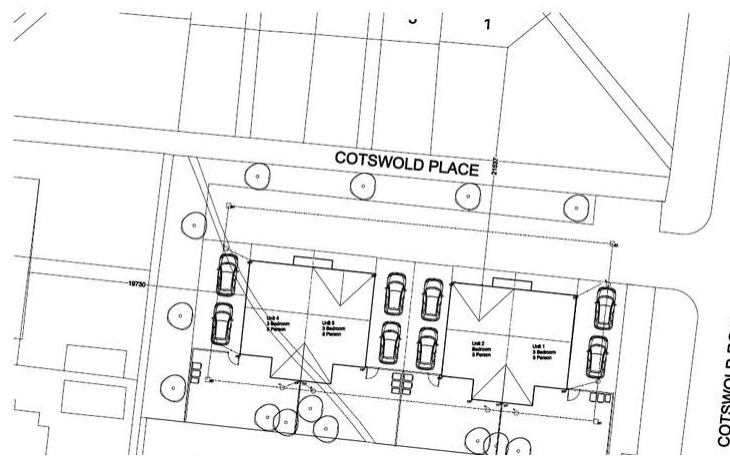 1
COTSWOLD PLACE
21537
19730
Unit 4
3 Bedroom
5 Person
Unit 3
3 Bedroom
5 Person
Unit 2
Bedroom
5 Person
Unit 1
3 Bedroom
5 Person
COTSWOLD